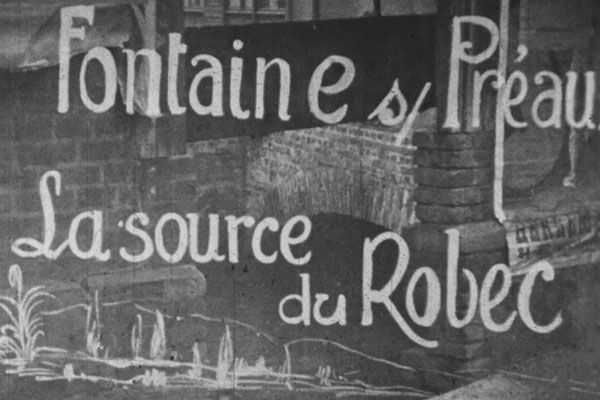 Fontaine s/ Préau.
La source
du Robec